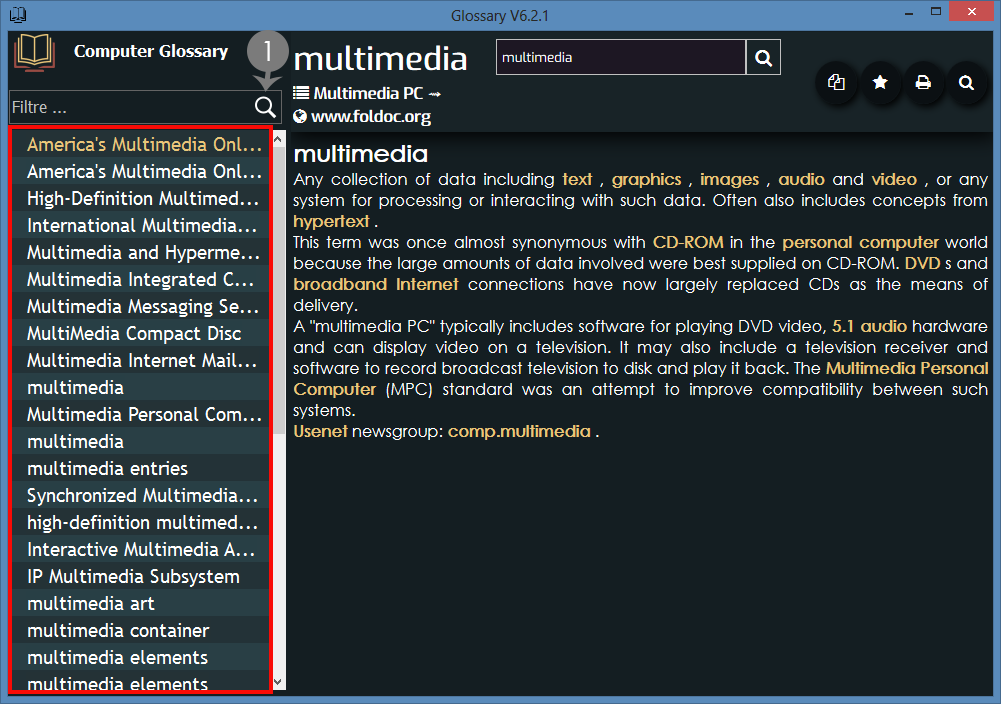 Glossary V6.2.1
Computer Glossary
1
Filtre ...
America's Multimedia Onl...
America's Multimedia Onl...
High-Definition Multimed...
International Multimedia...
Multimedia and Hyperme...
Multimedia Integrated C...
Multimedia Messaging Se...
MultiMedia Compact Disc
Multimedia Internet Mail...
multimedia
Multimedia Personal Com...
multimedia
multimedia entries
Synchronized Multimedia...
high-definition multimed...
Interactive Multimedia A...
IP Multimedia Subsystem
multimedia art
multimedia container
multimedia elements
multimedia elements
multimedia
multimedia
Multimedia PC →
www.foldoc.org
multimedia
Any collection of data including text , graphics , images , audio and video , or any
system for processing or interacting with such data. Often also includes concepts from
hypertext .
This term was once almost synonymous with CD-ROM in the personal computer world
because the large amounts of data involved were best supplied on CD-ROM. DVD s and
broadband Internet connections have now largely replaced CDs as the means of
delivery.
A "multimedia PC" typically includes software for playing DVD video, 5.1 audio hardware
and can display video on a television. It may also include a television receiver and
software to record broadcast television to disk and play it back. The Multimedia Personal
Computer (MPC) standard was an attempt to improve compatibility between such
systems.
Usenet newsgroup: comp.multimedia .